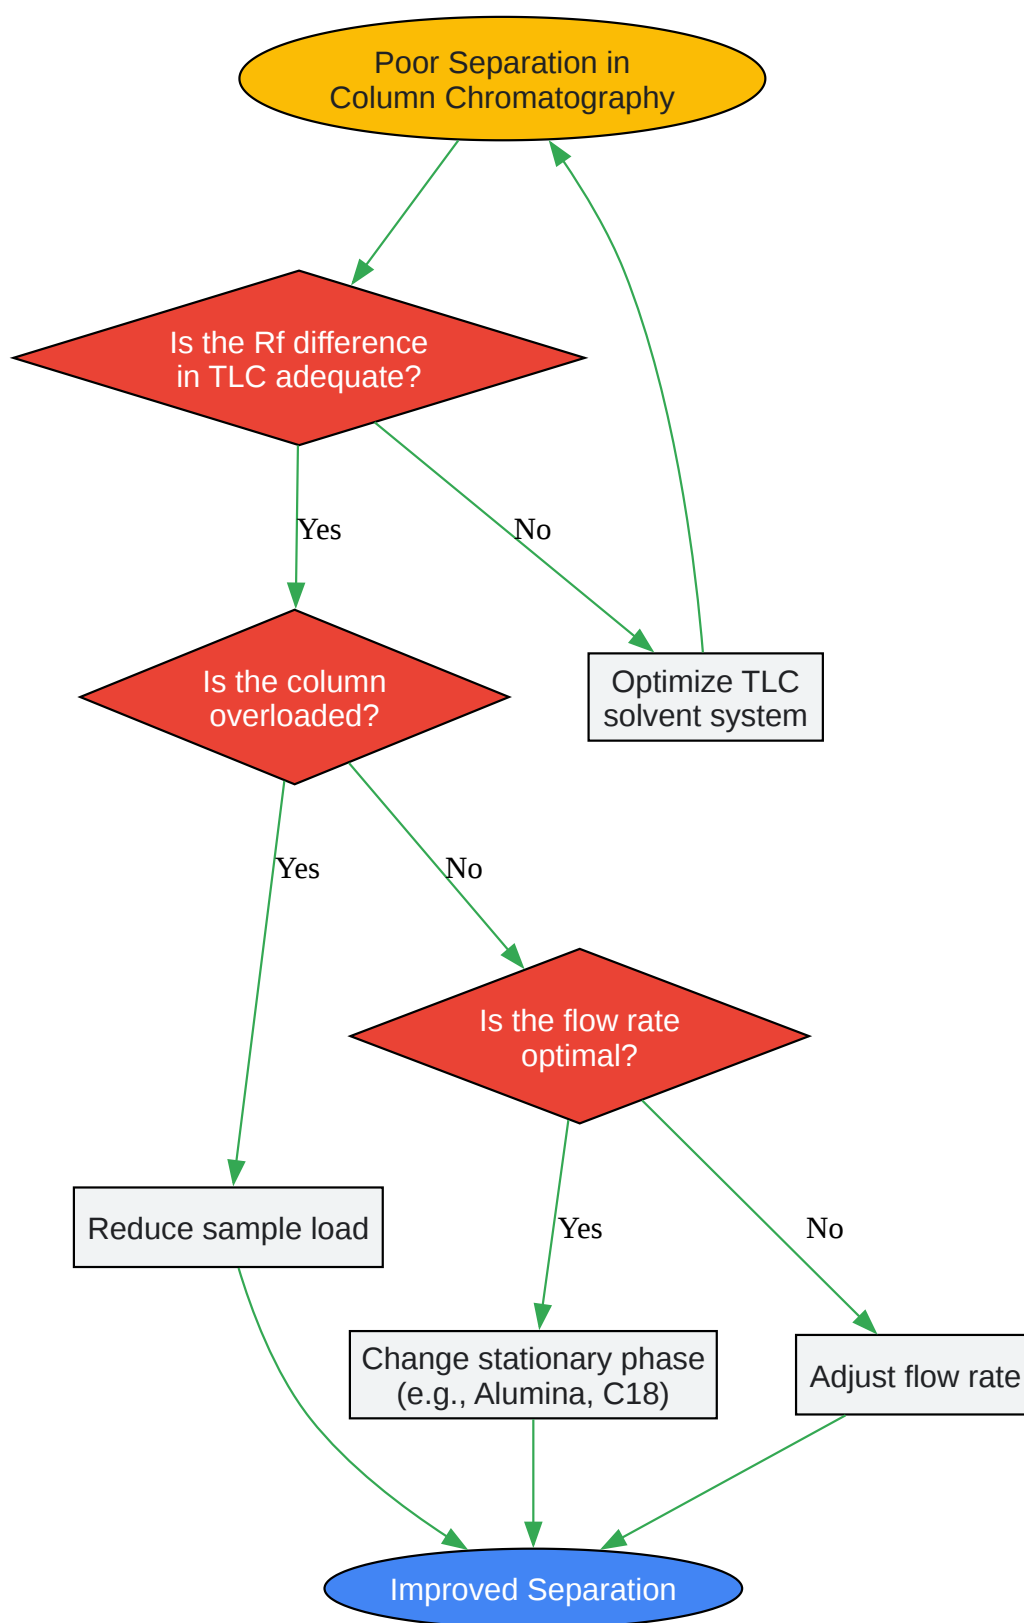 Poor Separation in
Column Chromatography
Is the Rf difference
in TLC adequate?
Yes
No
Is the column
overloaded?
Optimize TLC
solvent system
Yes
No
Is the flow rate
optimal?
Reduce sample load
Yes
No
Change stationary phase
(e.g., Alumina, C18)
Adjust flow rate
Improved Separation